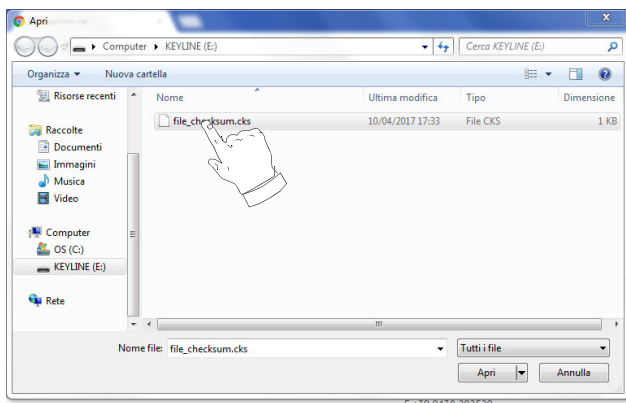 Apri
Computer ▸ KEYLINE (E:)
Cerca KEYLINE (E:)
Organizza
Nuova cartella
Risorse recenti
Raccolte
Documenti
Immagini
Musica
Video
Computer
OS (C:)
KEYLINE (E:)
Rete
Nome Ultima modifica Tipo Dimensione
file_checksum.cks 10/04/2017 17:33 File CKS 1 KB
Nome file: file_checksum.cks
Tutti i file
Apri Annulla